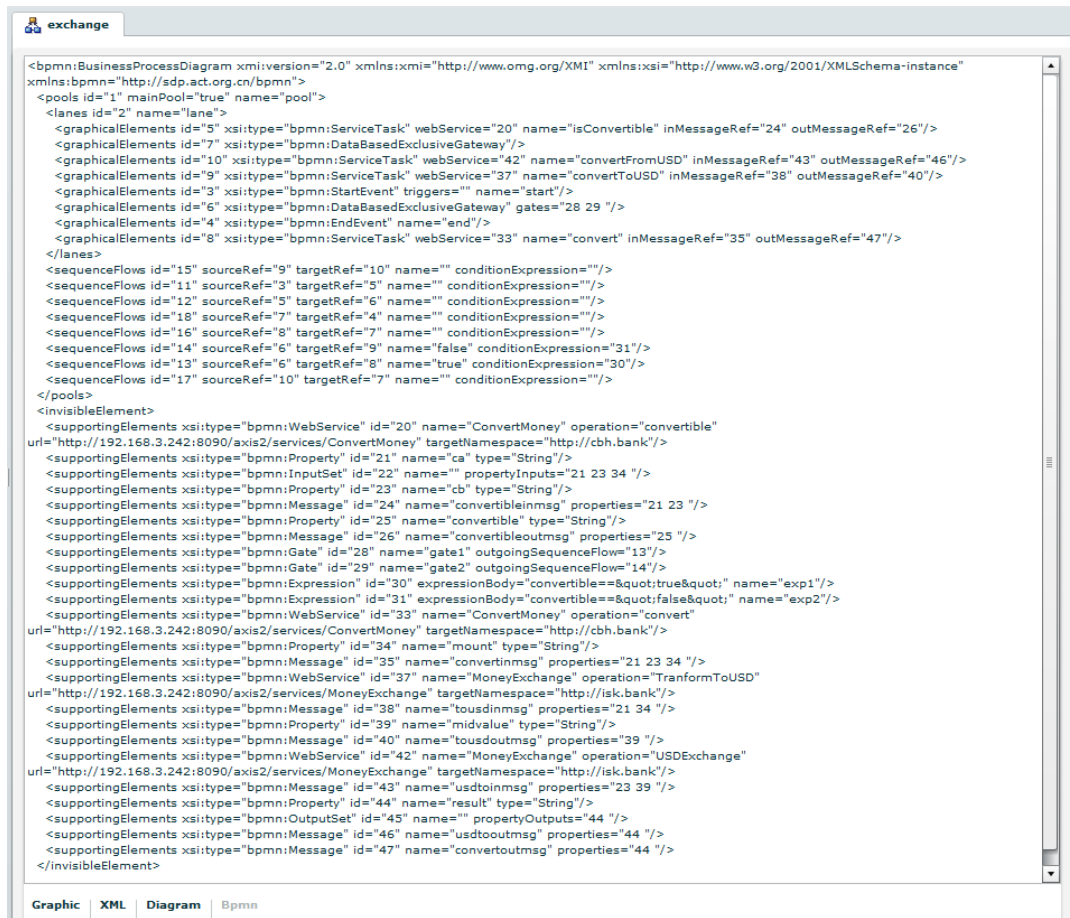 exchange
<bpmn:BusinessProcessDiagram xmi:version="2.0" xmlns:xmi="http://www.omg.org/XMI" xmlns:xsi="http://www.w3.org/2001/XMLSchema-instance"
xmlns:bpmn="http://sdp.act.org.cn/bpmn">
<pools id="1" mainPool="true" name="pool">
<lanes id="2" name="lane">
<graphicalElements id="5" xsi:type="bpmn:ServiceTask" webService="20" name="isConvertible" inMessageRef="24" outMessageRef="26"/>
<graphicalElements id="7" xsi:type="bpmn:DataBasedExclusiveGateway"/>
<graphicalElements id="10" xsi:type="bpmn:ServiceTask" webService="42" name="convertFromUSD" inMessageRef="43" outMessageRef="46"/>
<graphicalElements id="9" xsi:type="bpmn:ServiceTask" webService="37" name="convertToUSD" inMessageRef="38" outMessageRef="40"/>
<graphicalElements id="3" xsi:type="bpmn:StartEvent" triggers="" name="start"/>
<graphicalElements id="6" xsi:type="bpmn:DataBasedExclusiveGateway" gates="28 29 "/>
<graphicalElements id="4" xsi:type="bpmn:EndEvent" name="end"/>
<graphicalElements id="8" xsi:type="bpmn:ServiceTask" webService="33" name="convert" inMessageRef="35" outMessageRef="47"/>
</lanes>
<sequenceFlows id="15" sourceRef="9" targetRef="10" name="" conditionExpression=""/>
<sequenceFlows id="11" sourceRef="3" targetRef="5" name="" conditionExpression=""/>
<sequenceFlows id="12" sourceRef="5" targetRef="6" name="" conditionExpression=""/>
<sequenceFlows id="18" sourceRef="7" targetRef="4" name="" conditionExpression=""/>
<sequenceFlows id="16" sourceRef="8" targetRef="7" name="" conditionExpression=""/>
<sequenceFlows id="14" sourceRef="6" targetRef="9" name="false" conditionExpression="31"/>
<sequenceFlows id="13" sourceRef="6" targetRef="8" name="true" conditionExpression="30"/>
<sequenceFlows id="17" sourceRef="10" targetRef="7" name="" conditionExpression=""/>
</pools>
<invisibleElement>
<supportingElements xsi:type="bpmn:WebService" id="20" name="ConvertMoney" operation="convertible"
url="http://192.168.3.242:8090/axis2/services/ConvertMoney" targetNamespace="http://cbh.bank"/>
<supportingElements xsi:type="bpmn:Property" id="21" name="ca" type="String"/>
<supportingElements xsi:type="bpmn:InputSet" id="22" name="" propertyInputs="21 23 34 "/>
<supportingElements xsi:type="bpmn:Property" id="23" name="cb" type="String"/>
<supportingElements xsi:type="bpmn:Message" id="24" name="convertibleinmsg" properties="21 23 "/>
<supportingElements xsi:type="bpmn:Property" id="25" name="convertible" type="String"/>
<supportingElements xsi:type="bpmn:Message" id="26" name="convertibleoutmsg" properties="25 "/>
<supportingElements xsi:type="bpmn:Gate" id="28" name="gate1" outgoingSequenceFlow="13"/>
<supportingElements xsi:type="bpmn:Gate" id="29" name="gate2" outgoingSequenceFlow="14"/>
<supportingElements xsi:type="bpmn:Expression" id="30" expressionBody="convertible==&quot;true&quot;" name="exp1"/>
<supportingElements xsi:type="bpmn:Expression" id="31" expressionBody="convertible==&quot;false&quot;" name="exp2"/>
<supportingElements xsi:type="bpmn:WebService" id="33" name="ConvertMoney" operation="convert"
url="http://192.168.3.242:8090/axis2/services/ConvertMoney" targetNamespace="http://cbh.bank"/>
<supportingElements xsi:type="bpmn:Property" id="34" name="mount" type="String"/>
<supportingElements xsi:type="bpmn:Message" id="35" name="convertinmsg" properties="21 23 34 "/>
<supportingElements xsi:type="bpmn:WebService" id="37" name="MoneyExchange" operation="TranformToUSD"
url="http://192.168.3.242:8090/axis2/services/MoneyExchange" targetNamespace="http://isk.bank"/>
<supportingElements xsi:type="bpmn:Message" id="38" name="tousdinmsg" properties="21 34 "/>
<supportingElements xsi:type="bpmn:Property" id="39" name="midvalue" type="String"/>
<supportingElements xsi:type="bpmn:Message" id="40" name="tousdoutmsg" properties="39 "/>
<supportingElements xsi:type="bpmn:WebService" id="42" name="MoneyExchange" operation="USDExchange"
url="http://192.168.3.242:8090/axis2/services/MoneyExchange" targetNamespace="http://isk.bank"/>
<supportingElements xsi:type="bpmn:Message" id="43" name="usdtoinmsg" properties="23 39 "/>
<supportingElements xsi:type="bpmn:Property" id="44" name="result" type="String"/>
<supportingElements xsi:type="bpmn:OutputSet" id="45" name="" propertyOutputs="44 "/>
<supportingElements xsi:type="bpmn:Message" id="46" name="usdtooutmsg" properties="44 "/>
<supportingElements xsi:type="bpmn:Message" id="47" name="convertoutmsg" properties="44 "/>
</invisibleElement>
Graphic XML Diagram Bpmn